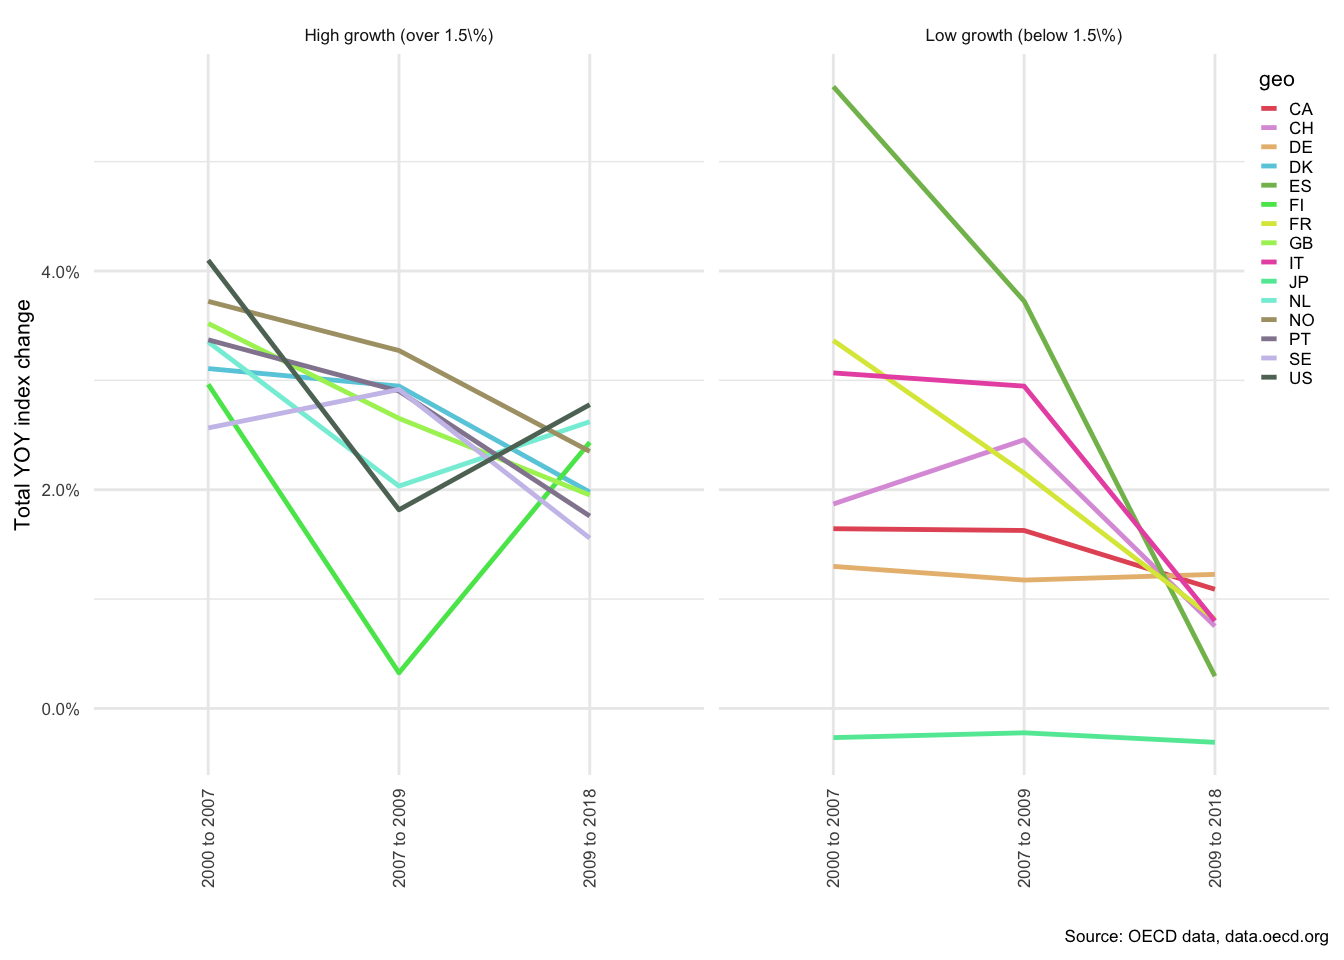 High growth (over 1.5\%)
Low growth (below 1.5\%)
Total YOY index change
4.0%
2.0%
0.0%
2000 to 2007
2007 to 2009
2009 to 2018
2000 to 2007
2007 to 2009
2009 to 2018
geo
CA
CH
DE
DK
ES
FI
FR
GB
IT
JP
NL
NO
PT
SE
US
Source: OECD data, data.oecd.org